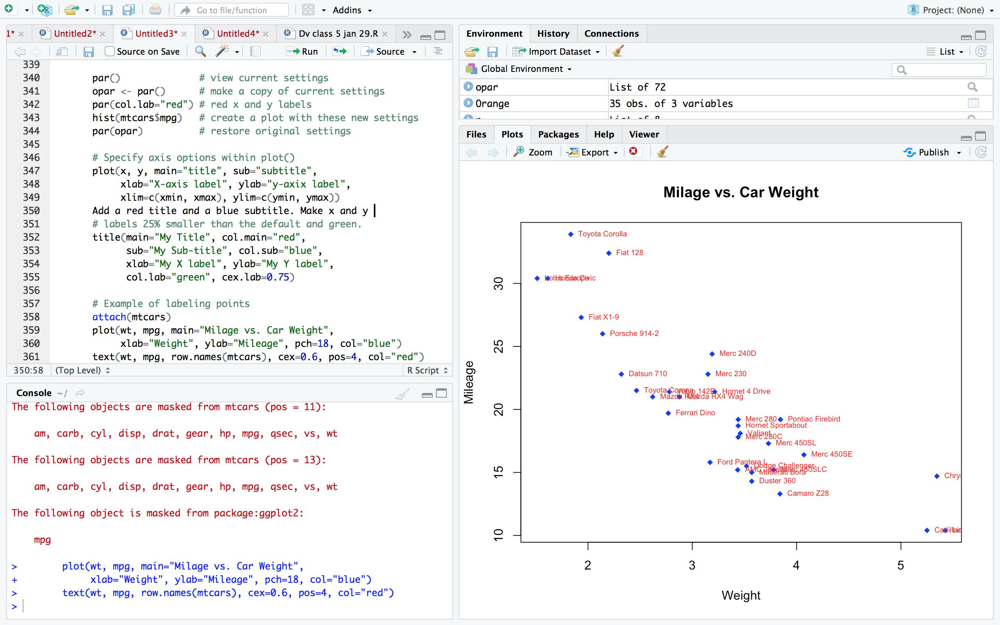 Go to file/function
Addins
Project: (None)
1* Untitled2* Untitled3* Untitled4* Dv class 5 jan 29.R
Source on Save Run Source
339
340 par() # view current settings
341 opar <- par() # make a copy of current settings
342 par(col.lab="red") # red x and y labels
343 hist(mtcars$mpg) # create a plot with these new settings
344 par(opar) # restore original settings
345
346 # Specify axis options within plot()
347 plot(x, y, main="title", sub="subtitle",
348 xlab="X-axis label", ylab="y-axix label",
349 xlim=c(xmin, xmax), ylim=c(ymin, ymax))
350 Add a red title and a blue subtitle. Make x and y
351 # labels 25% smaller than the default and green.
352 title(main="My Title", col.main="red",
353 sub="My Sub-title", col.sub="blue",
354 xlab="My X label", ylab="My Y label",
355 col.lab="green", cex.lab=0.75)
356
357 # Example of labeling points
358 attach(mtcars)
359 plot(wt, mpg, main="Milage vs. Car Weight",
360 xlab="Weight", ylab="Mileage", pch=18, col="blue")
361 text(wt, mpg, row.names(mtcars), cex=0.6, pos=4, col="red")
350:58 (Top Level) R Script
Console ~/
The following objects are masked from mtcars (pos = 11):
am, carb, cyl, disp, drat, gear, hp, mpg, qsec, vs, wt
The following objects are masked from mtcars (pos = 13):
am, carb, cyl, disp, drat, gear, hp, mpg, qsec, vs, wt
The following object is masked from package:ggplot2:
mpg
> plot(wt, mpg, main="Milage vs. Car Weight",
+ xlab="Weight", ylab="Mileage", pch=18, col="blue")
> text(wt, mpg, row.names(mtcars), cex=0.6, pos=4, col="red")
>
Environment History Connections
Import Dataset List
Global Environment
opar List of 72
Orange 35 obs. of 3 variables
Files Plots Packages Help Viewer
Zoom Export Publish
Milage vs. Car Weight
Toyota Corolla
Fiat 128
Lotus Europa Honda Civic
30
Fiat X1-9
Porsche 914-2
25
Merc 240D
Mileage
Datsun 710 Merc 230
Toyota Corona Volvo 142E Hornet 4 Drive
Mazda RX4 Mazda RX4 Wag
20
Ferrari Dino
Merc 280 Pontiac Firebird
Hornet Sportabout
Valiant
Merc 280C
Merc 450SL
Merc 450SE
Ford Pantera L
Dodge Challenger
15
AMC Javelin Merc 450SLC
Maserati Bora
Chrys
Duster 360
Camaro Z28
10
Cadillac Lin
2 3 4 5
Weight